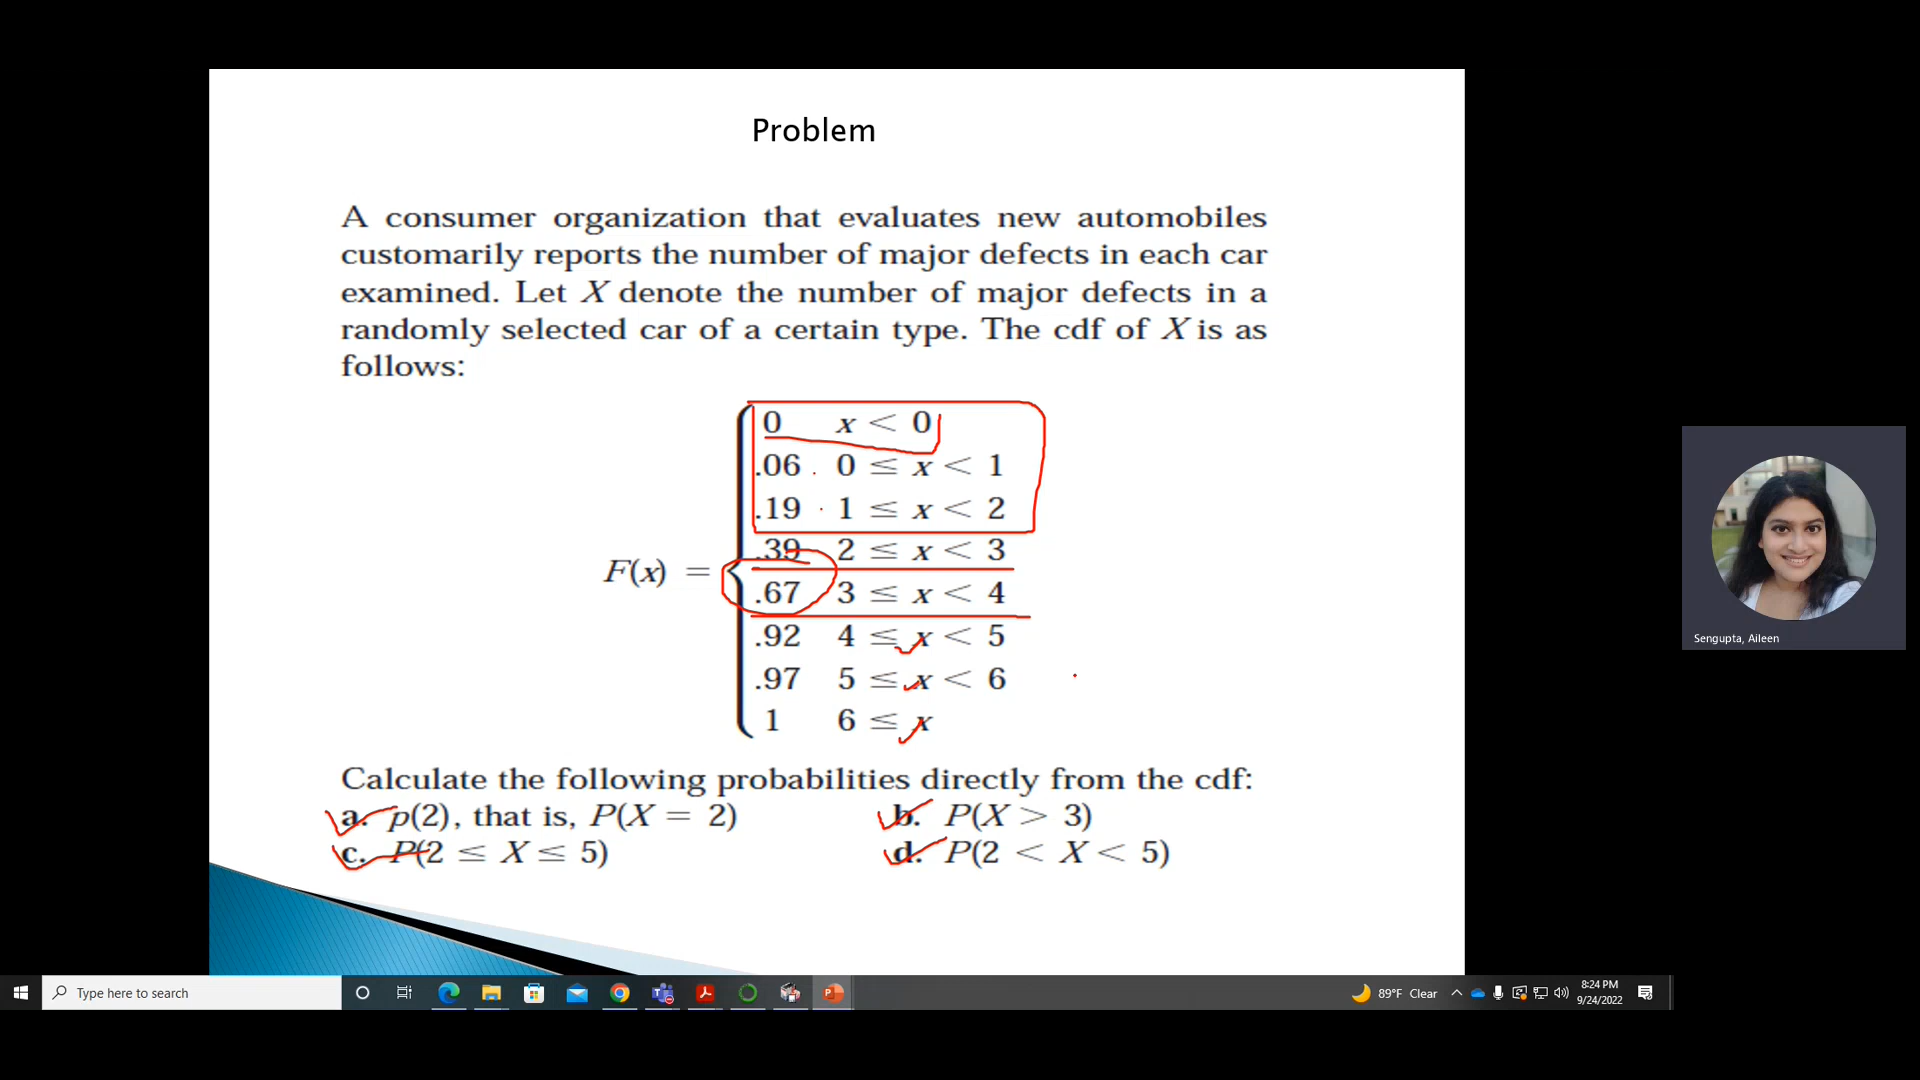 Problem
A consumer organization that evaluates new automobiles
customarily reports the number of major defects in each car
examined. Let X denote the number of major defects in a
randomly selected car of a certain type. The cdf of X is as
follows:
0 x < 0
.06 0 ≤ x < 1
.19 1 ≤ x < 2
.39 2 ≤ x < 3
F(x) =
.67 3 ≤ x < 4
.92 4 ≤ x < 5
.97 5 ≤ x < 6
1 6 ≤ x
Sengupta, Aileen
Calculate the following probabilities directly from the cdf:
a. p(2), that is, P(X = 2) b. P(X > 3)
c. P(2 ≤ X ≤ 5) d. P(2 < X < 5)
Type here to search
89°F Clear
8:24 PM
9/24/2022